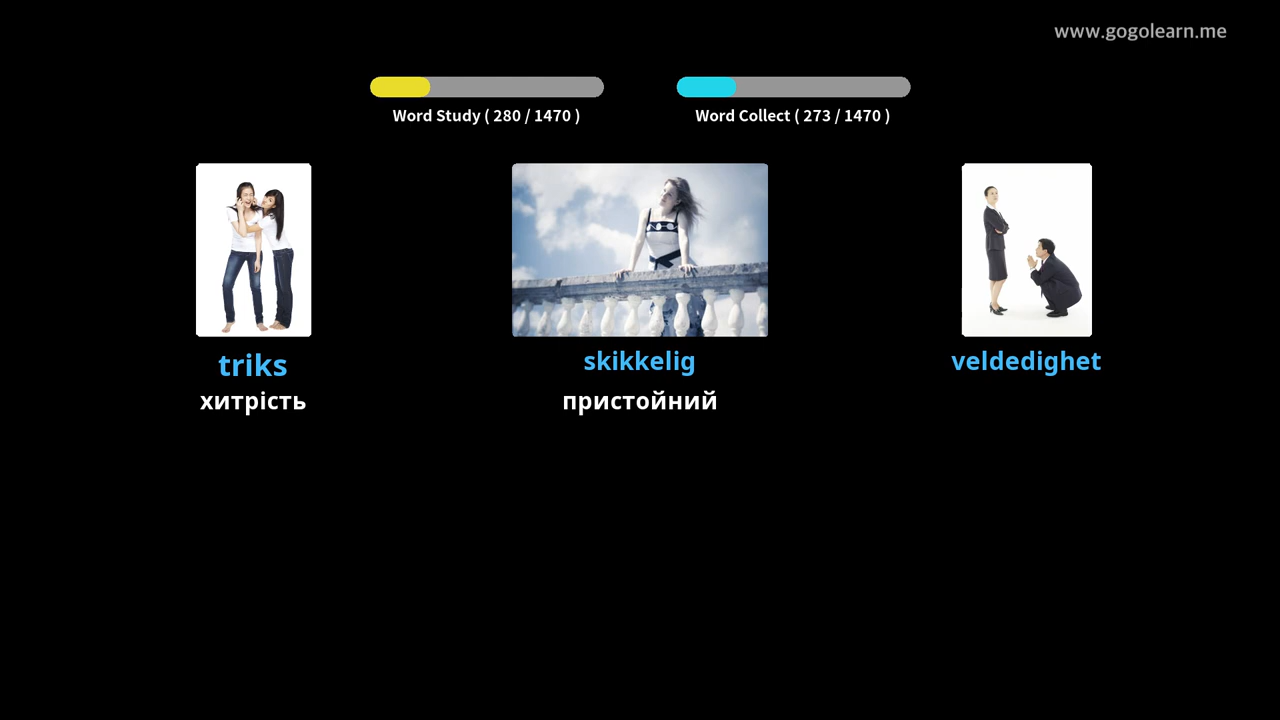 www.gogolearn.me
Word Study ( 280 / 1470 )
Word Collect ( 273 / 1470 )
triks
хитрість
skikkelig
пристойний
veldedighet